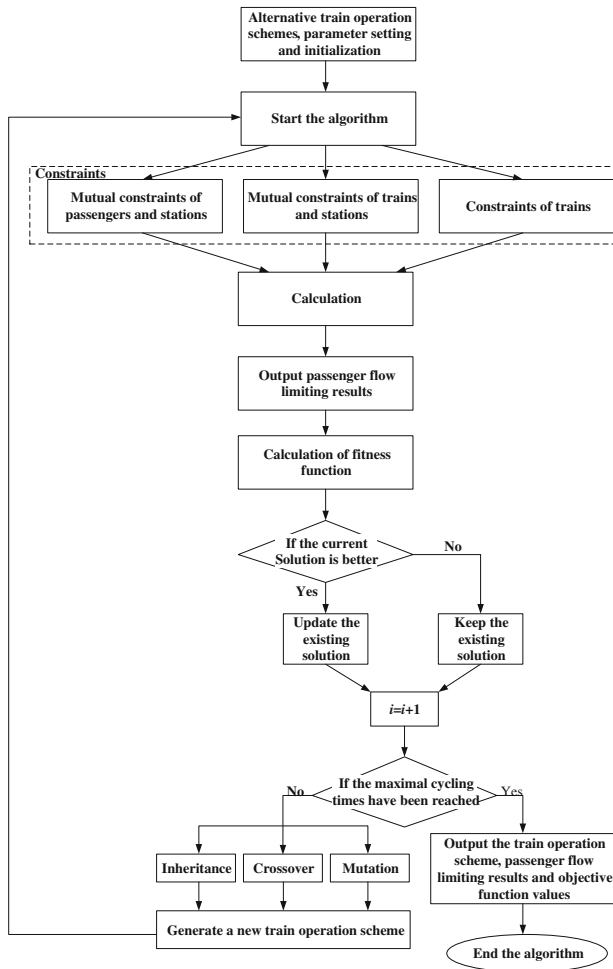 Alternative train operation
schemes, parameter setting
and initialization
Start the algorithm
Constraints
Mutual constraints of
passengers and stations
Mutual constraints of trains
and stations
Constraints of trains
Calculation
Output passenger flow
limiting results
Calculation of fitness
function
If the current
Solution is better
No
Yes
Update the
existing
solution
Keep the
existing
solution
i=i+1
If the maximal cycling
times have been reached
No
Yes
Inheritance
Crossover
Mutation
Output the train operation
scheme, passenger flow
limiting results and objective
function values
Generate a new train operation scheme
End the algorithm